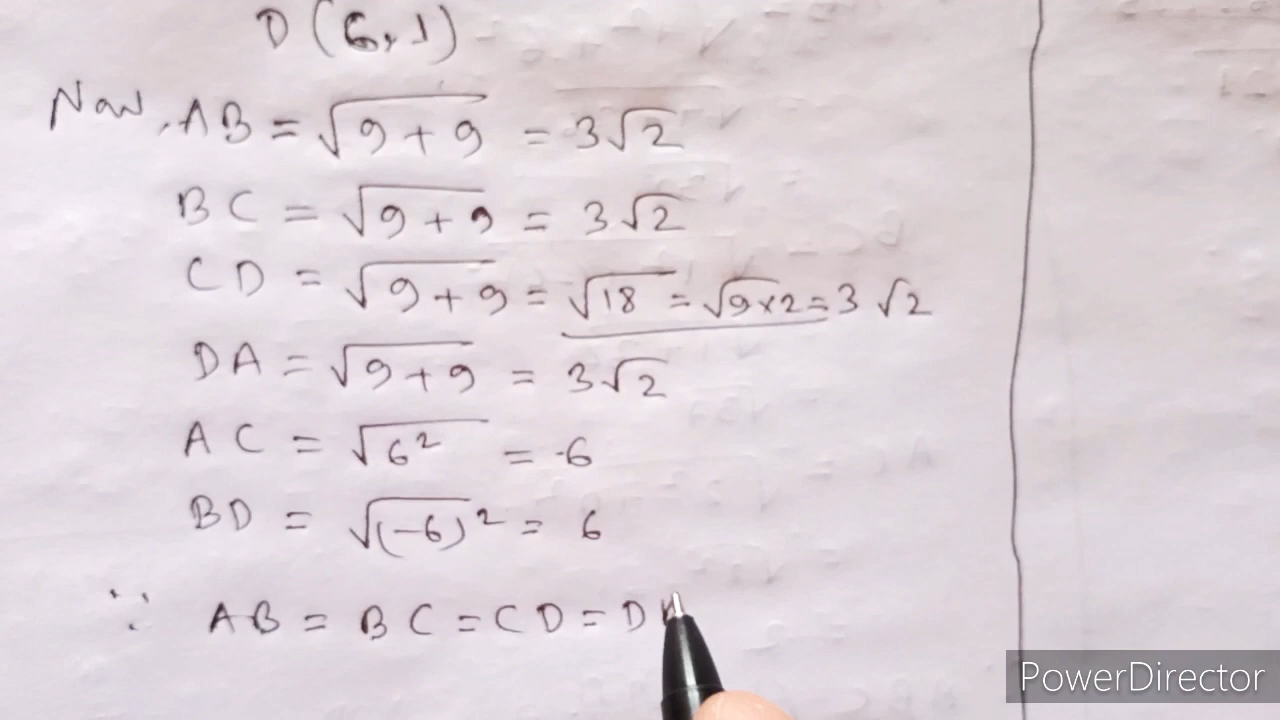 D (6, 1)
Now, AB = √9+9 = 3√2
BC = √9+9 = 3√2
CD = √9+9 = √18 = √9×2 = 3√2
DA = √9+9 = 3√2
AC = √6² = 6
BD = √(-6)² = 6
∵ AB = BC = CD = D
PowerDirector